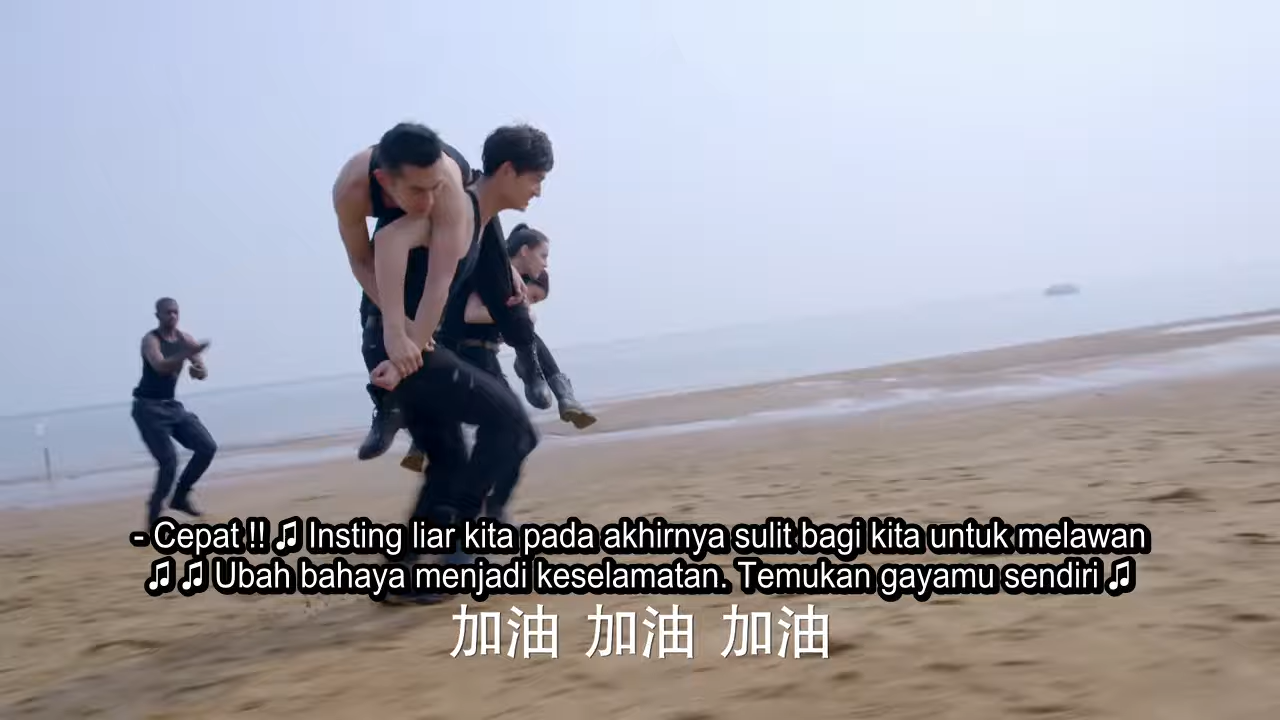 - Cepat !! ♫ Insting liar kita pada akhirnya sulit bagi kita untuk melawan
♫ ♫ Ubah bahaya menjadi keselamatan. Temukan gayamu sendiri ♫
加油 加油 加油